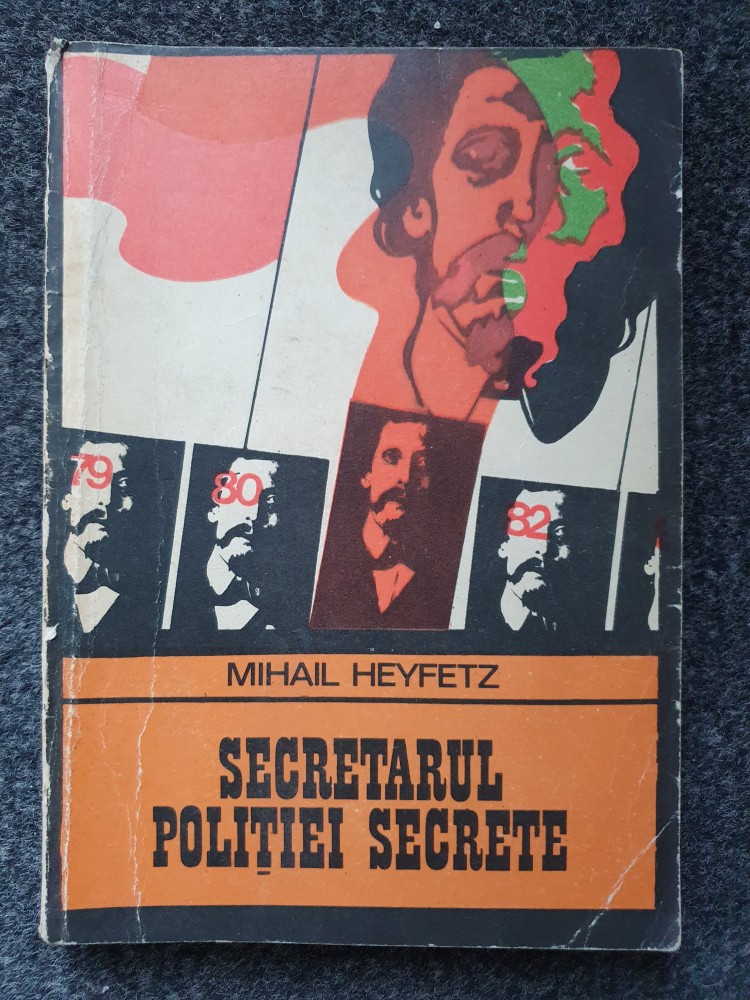 79
80
82
MIHAIL HEYFETZ
SECRETARUL
POLIȚIEI SECRETE